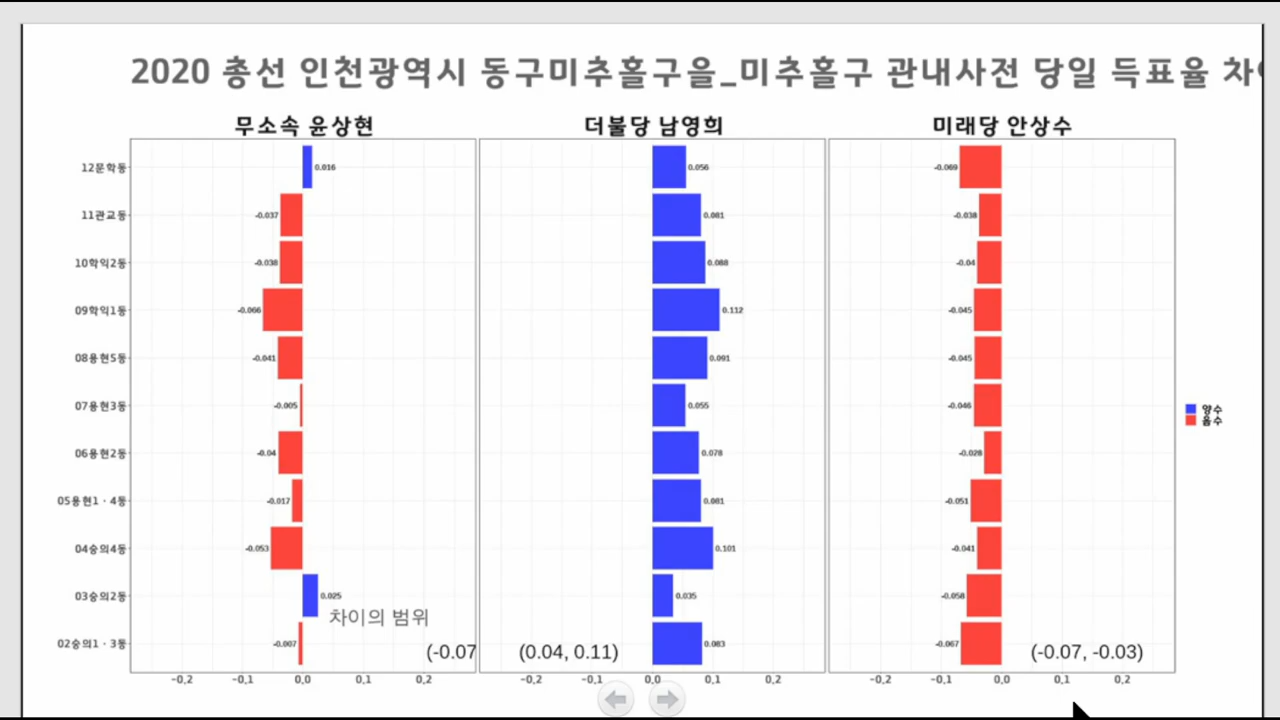 2020 총선 인천광역시 동구미추홀구을_미추홀구 관내사전 당일 득표율
무소속 윤상현
더불당 남영희
미래당 안상수
12문학동 0.016 0.056 -0.069
11관교동 -0.037 0.081 -0.038
10학익2동 -0.038 0.088 -0.04
09학익1동 -0.066 0.112 -0.045
08용현5동 -0.041 0.091 -0.045
07용현3동 -0.005 0.055 -0.046
06용현2동 -0.04 0.078 -0.028
05용현1 · 4동 -0.017 0.081 -0.051
04숭의4동 -0.053 0.101 -0.041
03숭의2동 0.025 0.035 -0.058
차이의 범위
02숭의1 · 3동 -0.007 0.083 -0.067
(-0.07 (0.04, 0.11) (-0.07, -0.03)
-0,2 -0,1 0,0 0,1 0,2 -0,2 -0,1 0,0 0,1 0,2 -0,2 -0,1 0,0 0,1 0,2
양수
음수